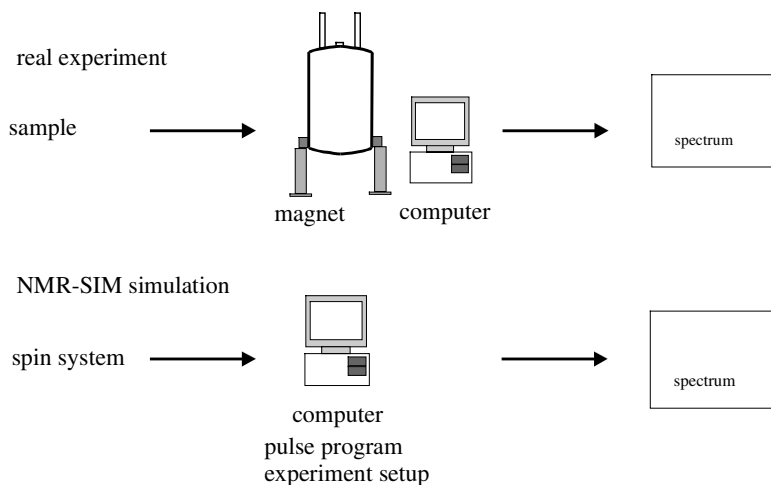 real experiment
sample
spectrum
magnet
computer
NMR-SIM simulation
spin system
spectrum
computer
pulse program
experiment setup